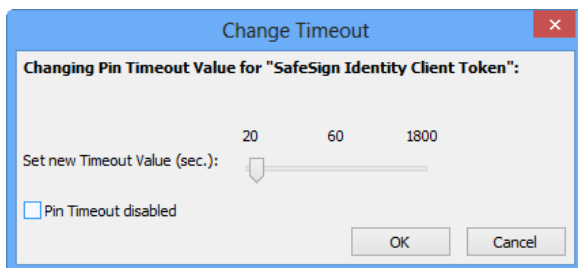 Change Timeout
Changing Pin Timeout Value for "SafeSign Identity Client Token":
20 60 1800
Set new Timeout Value (sec.):
Pin Timeout disabled
OK Cancel